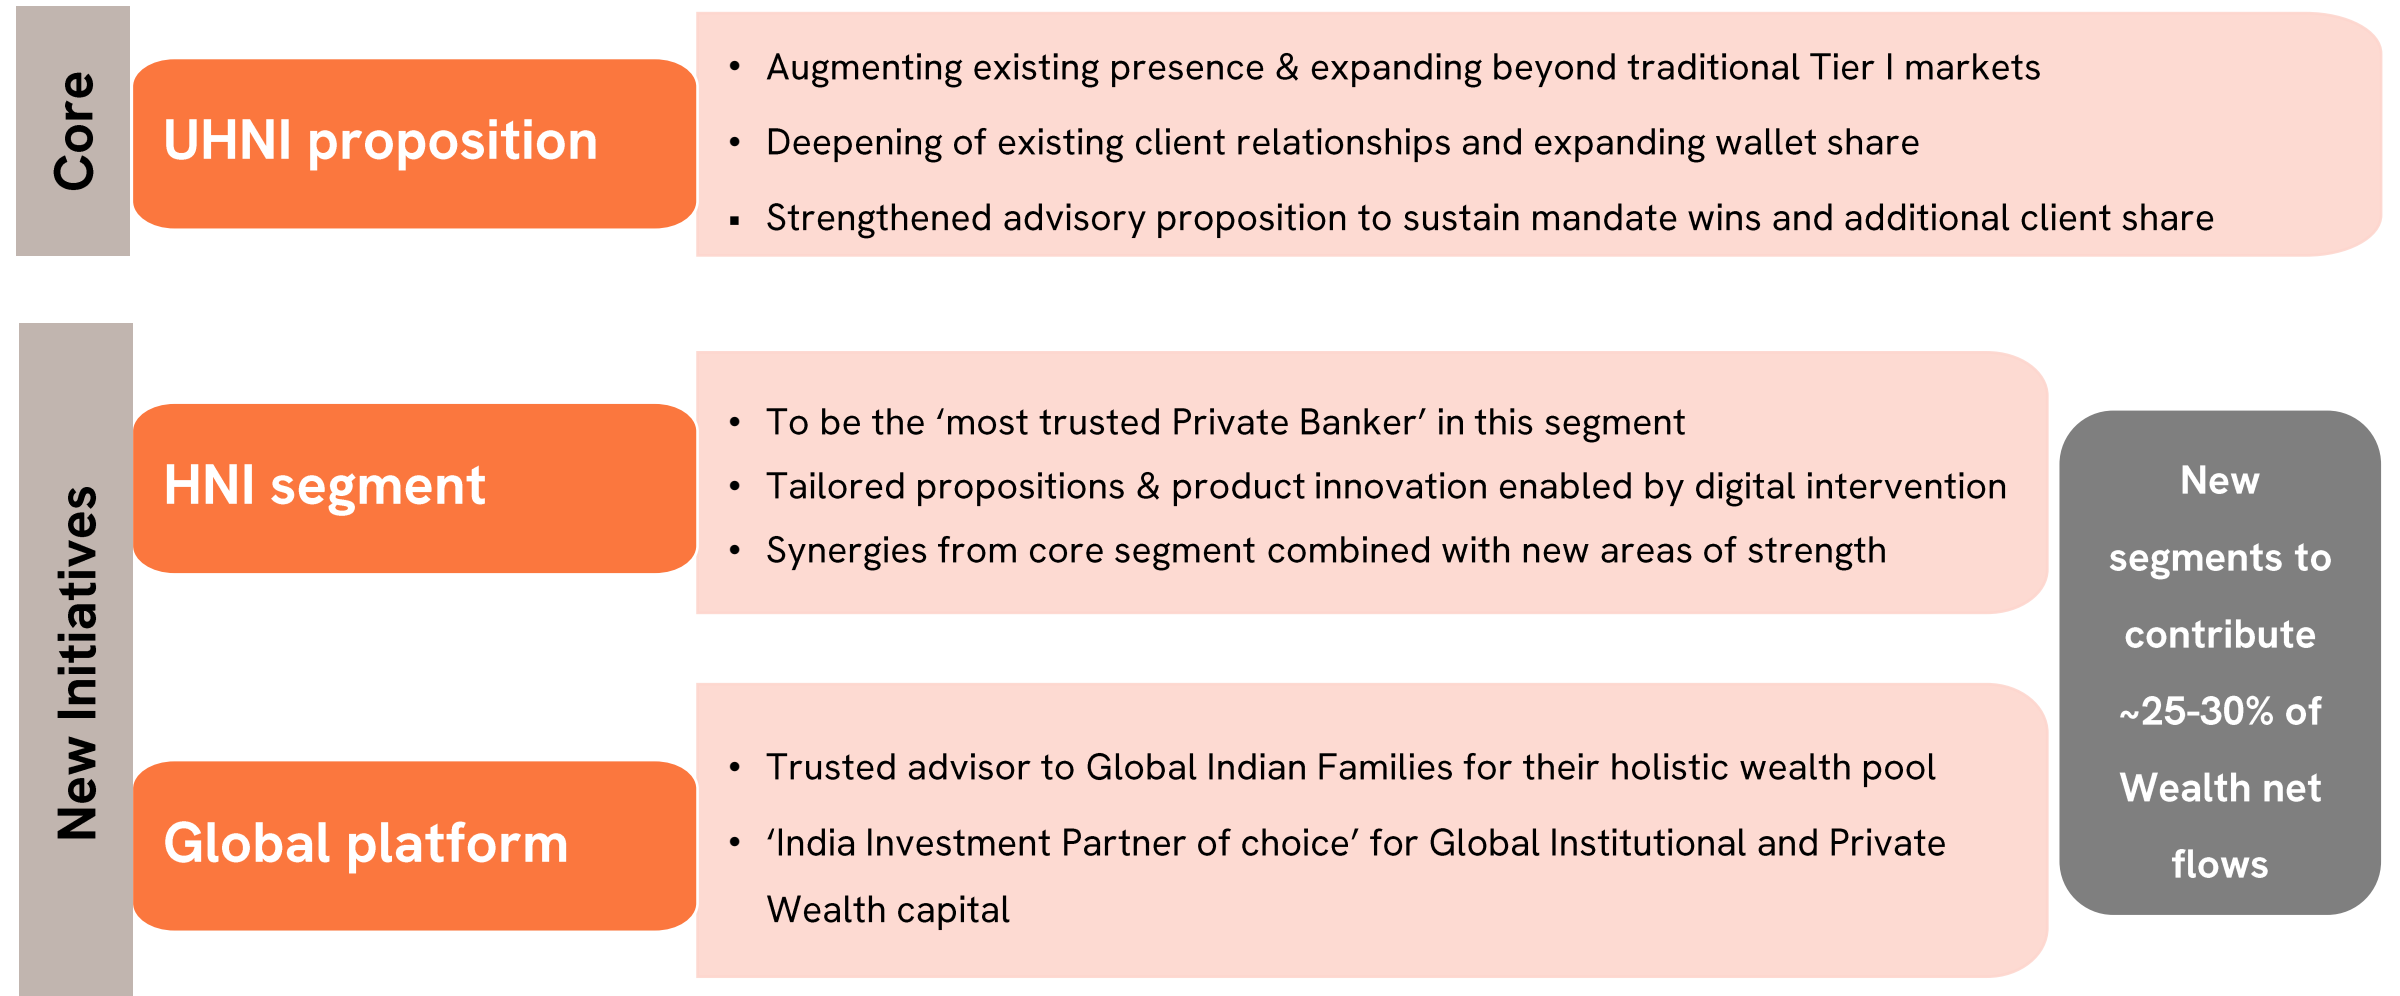 Core
UHNI proposition
• Augmenting existing presence & expanding beyond traditional Tier I markets
• Deepening of existing client relationships and expanding wallet share
▪ Strengthened advisory proposition to sustain mandate wins and additional client share
New Initiatives
HNI segment
• To be the ‘most trusted Private Banker’ in this segment
• Tailored propositions & product innovation enabled by digital intervention
• Synergies from core segment combined with new areas of strength
Global platform
• Trusted advisor to Global Indian Families for their holistic wealth pool
• ‘India Investment Partner of choice’ for Global Institutional and Private
Wealth capital
New
segments to
contribute
~25-30% of
Wealth net
flows